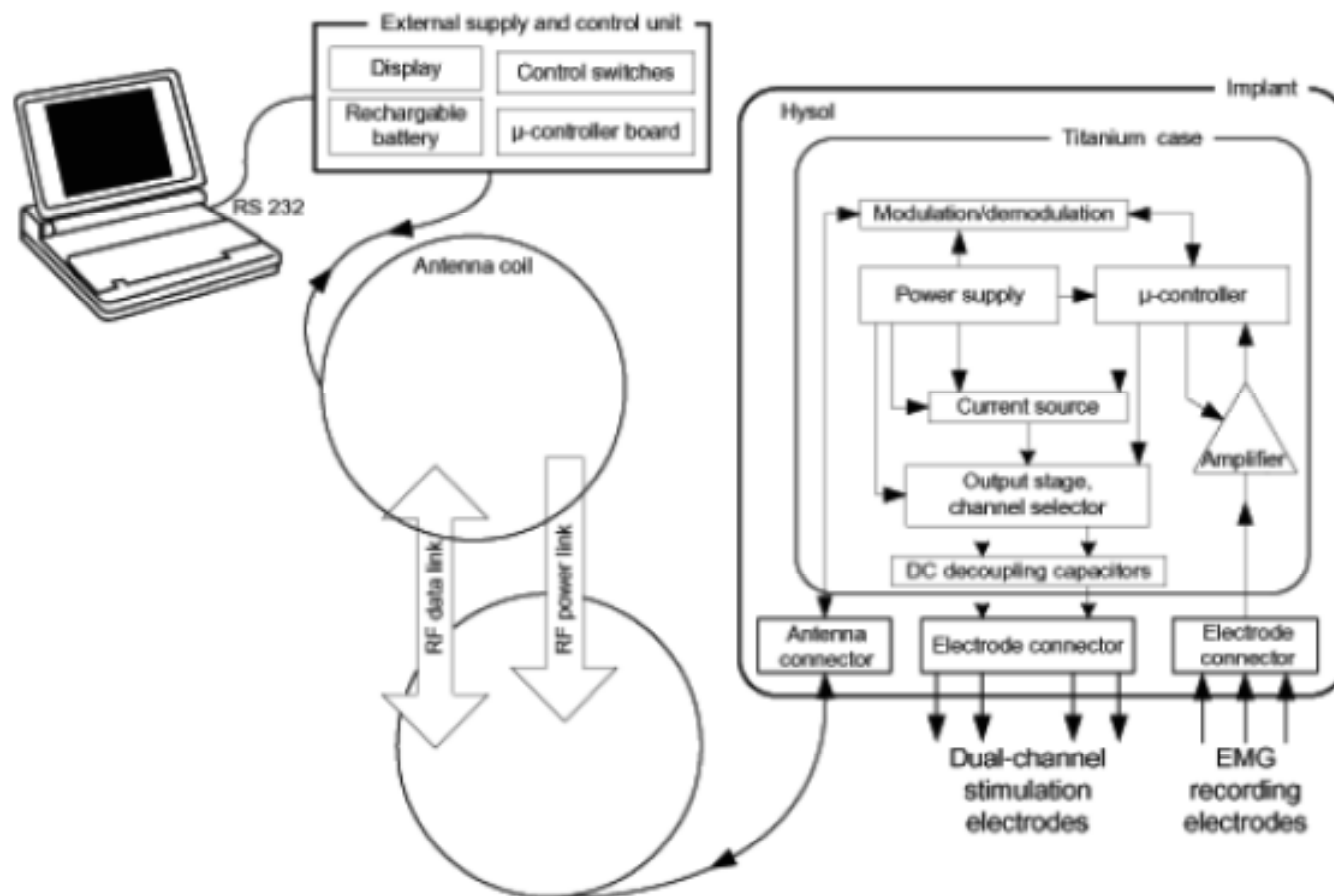 External supply and control unit
Display
Control switches
Rechargable
battery
µ-controller board
RS 232
Antenna coil
RF data link
RF power link
Implant
Hysol
Titanium case
Modulation/demodulation
Power supply
µ-controller
Current source
Amplifier
Output stage,
channel selector
DC decoupling capacitors
Antenna
connector
Electrode connector
Electrode
connector
Dual-channel
stimulation
electrodes
EMG
recording
electrodes